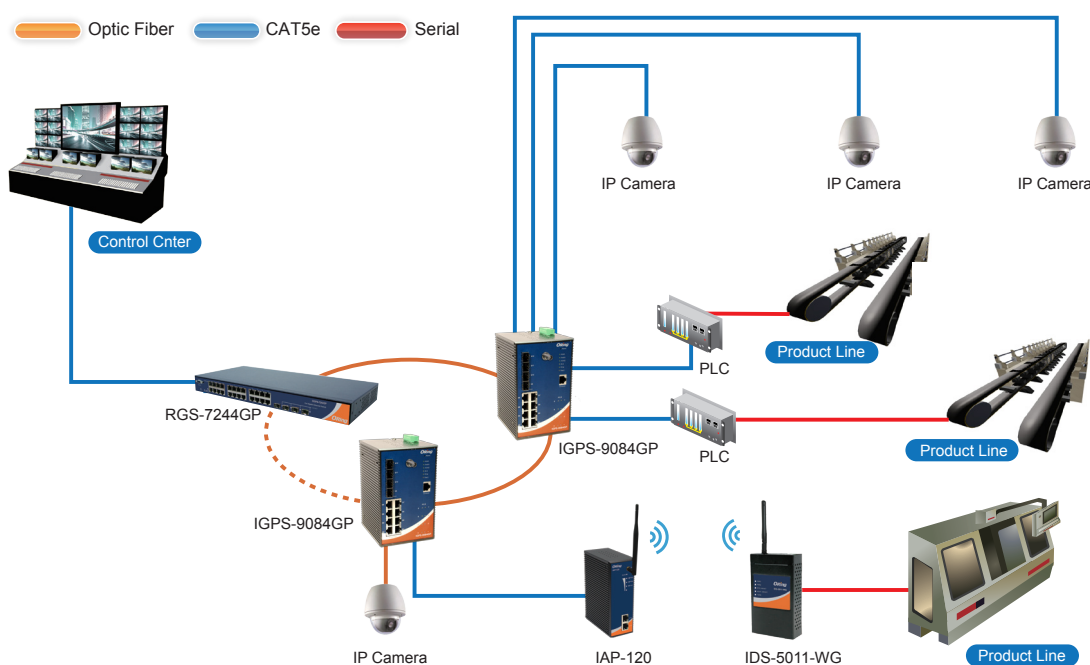 Optic Fiber
CAT5e
Serial
IP Camera
IP Camera
IP Camera
Control Cnter
PLC
Product Line
RGS-7244GP
IGPS-9084GP
PLC
Product Line
IGPS-9084GP
IP Camera
IAP-120
IDS-5011-WG
Product Line